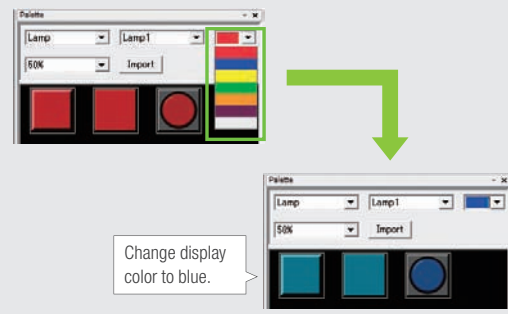 Palette
Lamp
Lamp1
50%
Import
Palette
Lamp
Lamp1
50%
Import
Change display
color to blue.